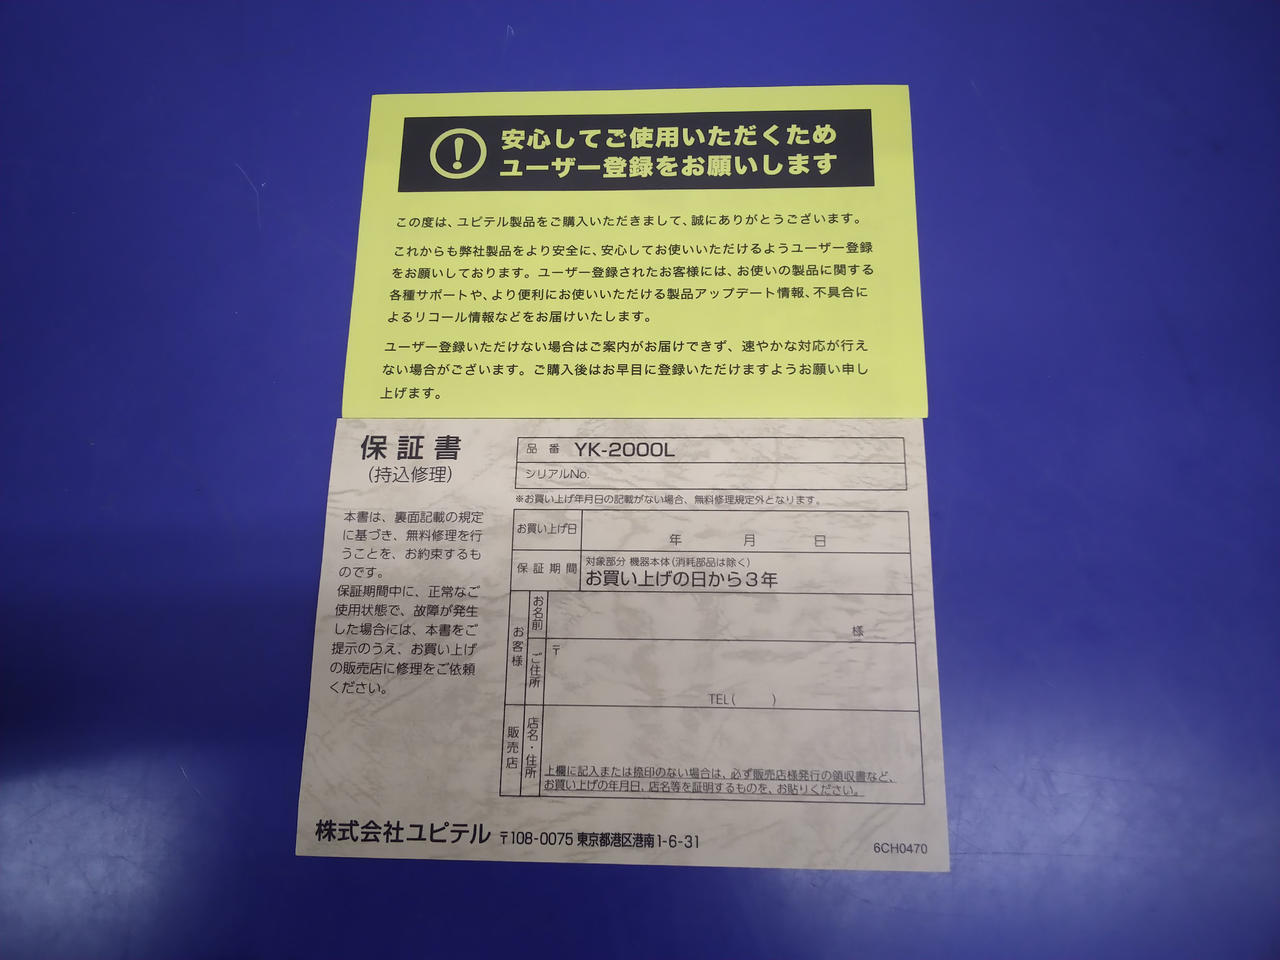 安心してご使用いただくため
ユーザー登録をお願いします
この度は、ユピテル製品をご購入いただきまして、誠にありがとうございます。
これからも弊社製品をより安全に、安心してお使いいただけるようユーザー登録
をお願いしております。ユーザー登録されたお客様には、お使いの製品に関する
各種サポートや、より便利にお使いいただける製品アップデート情報、不具合に
よるリコール情報などをお届けいたします。
ユーザー登録いただけない場合はご案内がお届けできず、速やかな対応が行え
ない場合がございます。ご購入後はお早目に登録いただけますようお願い申し
上げます。
保証書
(持込修理)
本書は、裏面記載の規定
に基づき、無料修理を行
うことを、お約束するも
のです。
保証期間中に、正常なご
使用状態で、故障が発生
した場合には、本書をご
提示のうえ、お買い上げ
の販売店に修理をご依頼
ください。
品番 YK-2000L
シリアルNo.
※お買い上げ年月日の記載がない場合、無料修理規定外となります。
お買い上げ日 年 月 日
保証期間 対象部分 機器本体(消耗部品は除く)
お買い上げの日から3年
お客様
お名前
様
ご住所
〒
TEL( )
販売店
店名・住所
上欄に記入または捺印のない場合は、必ず販売店様発行の領収書など、
お買い上げの年月日、店名等を証明するものを、お貼りください。
株式会社ユピテル 〒108-0075 東京都港区港南1-6-31
6CH0470